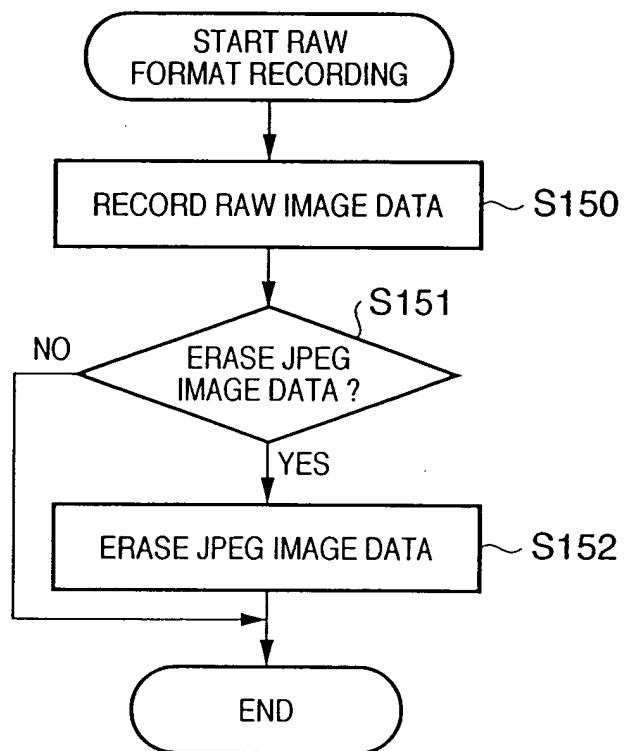 START RAW
FORMAT RECORDING
RECORD RAW IMAGE DATA
S150
S151
NO
ERASE JPEG
IMAGE DATA ?
YES
ERASE JPEG IMAGE DATA
S152
END